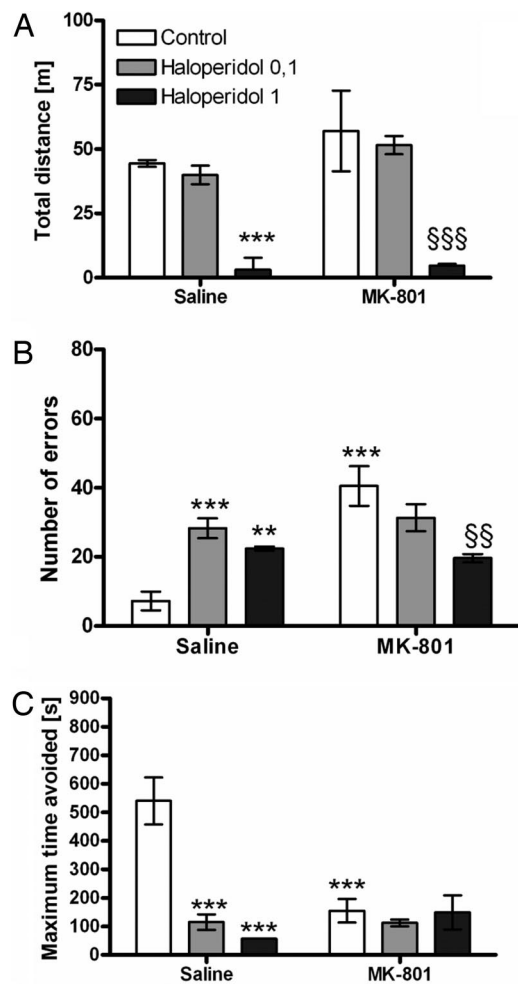 A
Total distance [m]
100
75
50
25
0
Control
Haloperidol 0,1
Haloperidol 1
***
§§§
Saline MK-801
B
Number of errors
80
60
40
20
0
***
**
***
§§
Saline MK-801
C
Maximum time avoided [s]
900
800
700
600
500
400
300
200
100
0
***
***
***
Saline MK-801